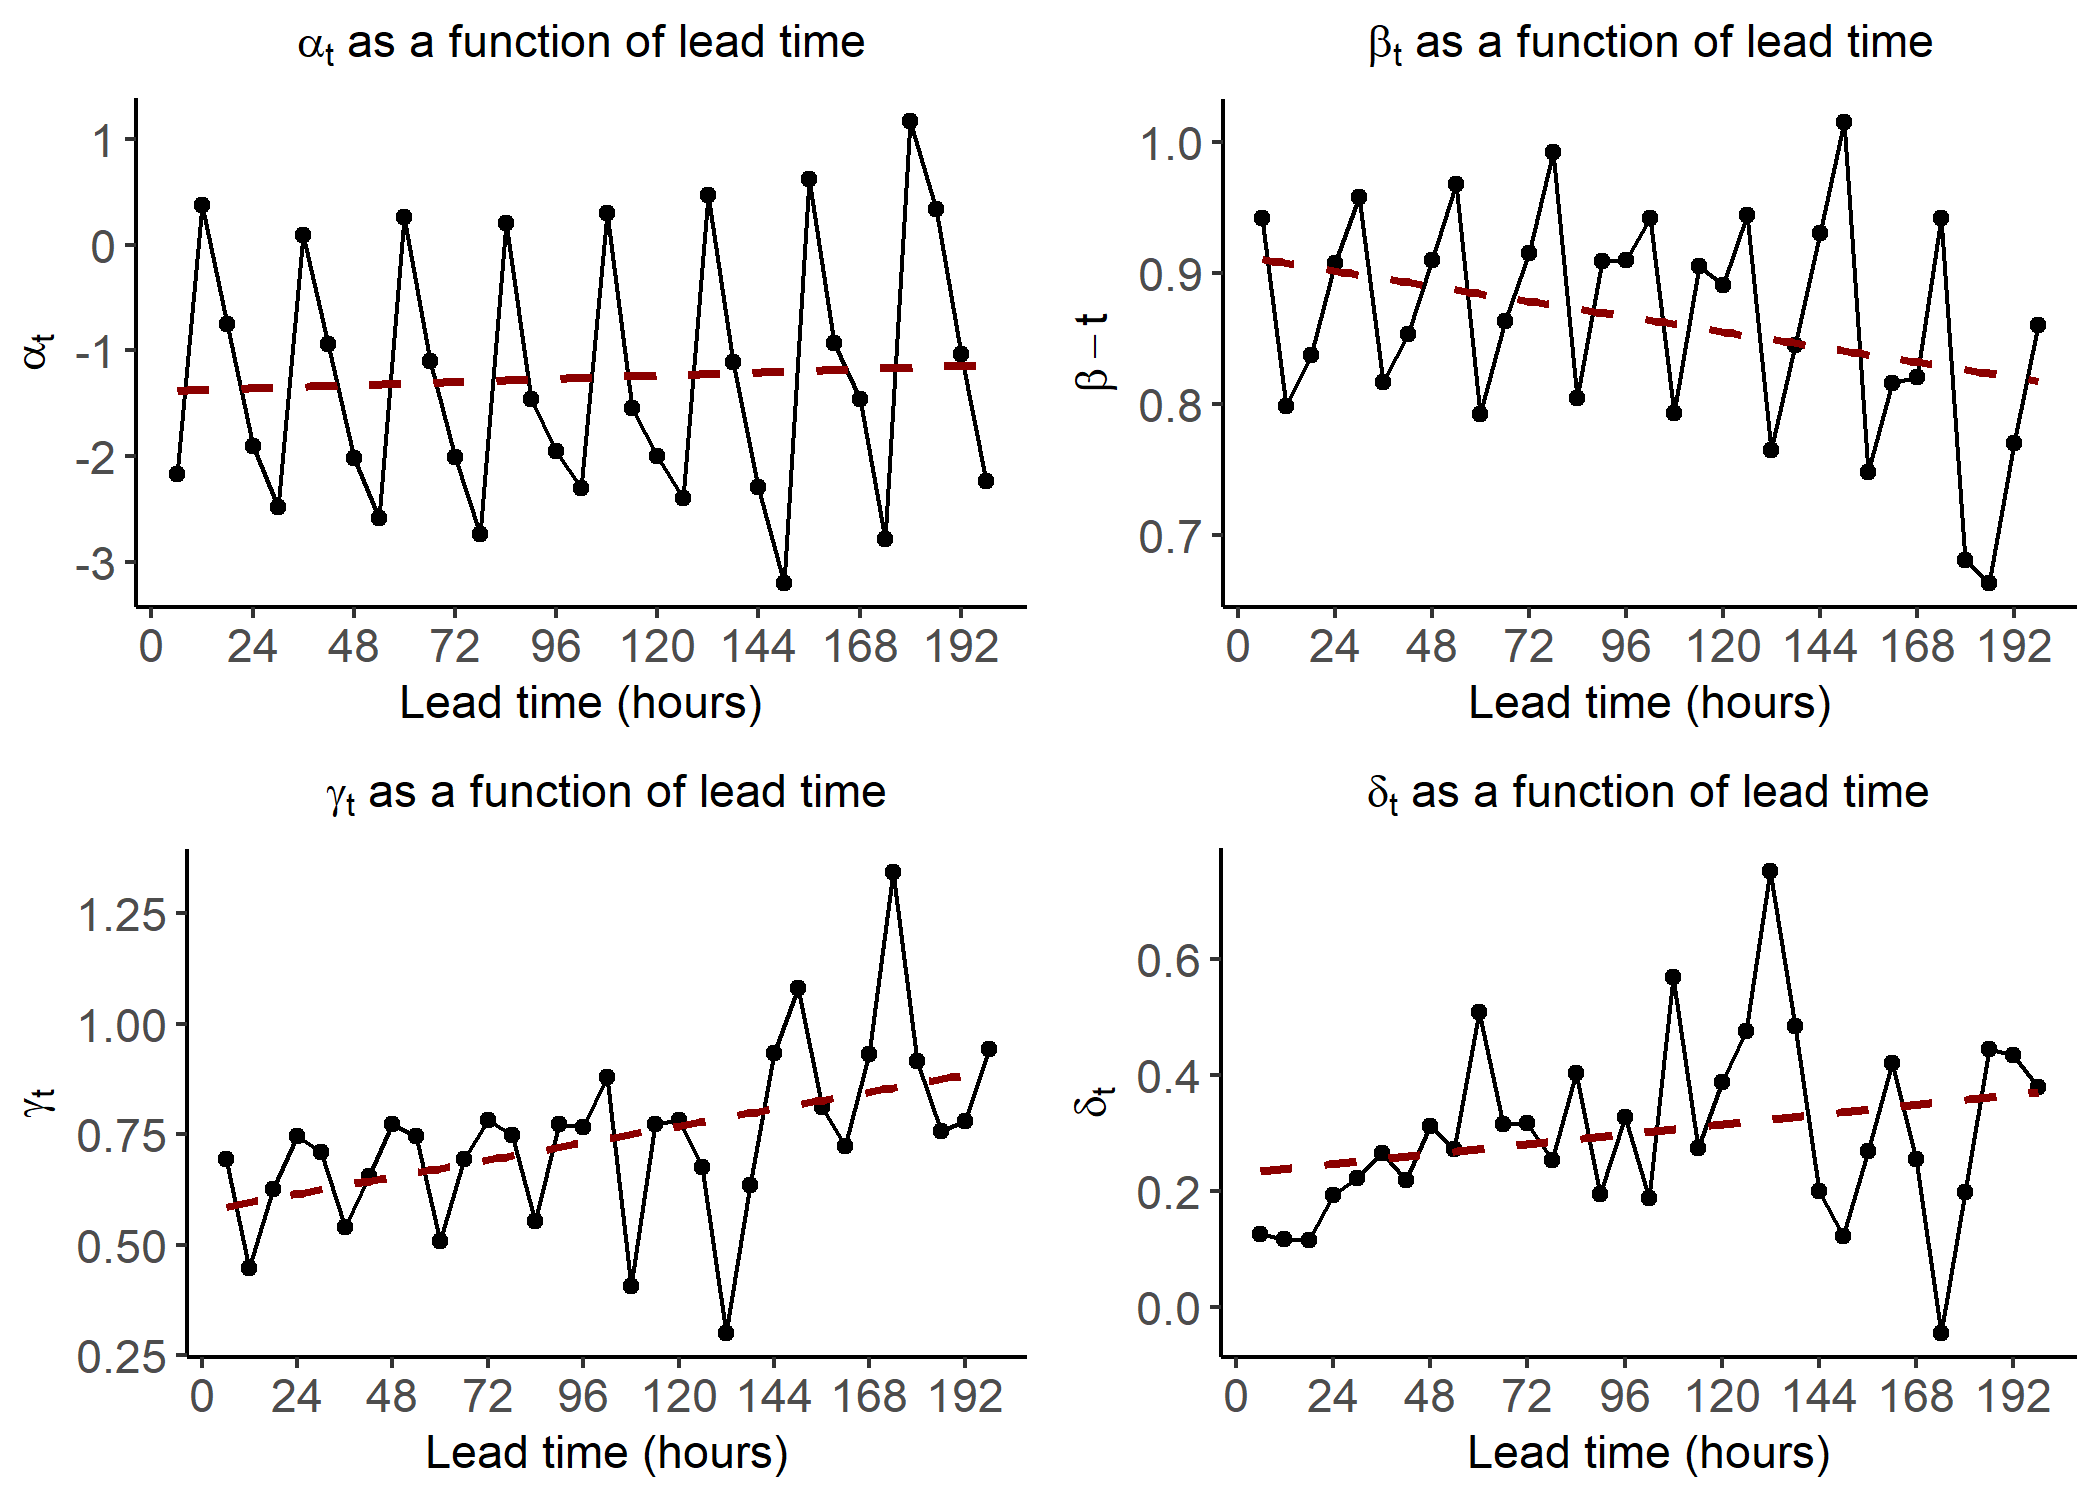 αt as a function of lead time
1
0
-1
-2
-3
αt
0 24 48 72 96 120 144 168 192
Lead time (hours)
βt as a function of lead time
1.0
0.9
0.8
0.7
β − t
0 24 48 72 96 120 144 168 192
Lead time (hours)
γt as a function of lead time
1.25
1.00
0.75
0.50
0.25
γt
0 24 48 72 96 120 144 168 192
Lead time (hours)
δt as a function of lead time
0.6
0.4
0.2
0.0
δt
0 24 48 72 96 120 144 168 192
Lead time (hours)